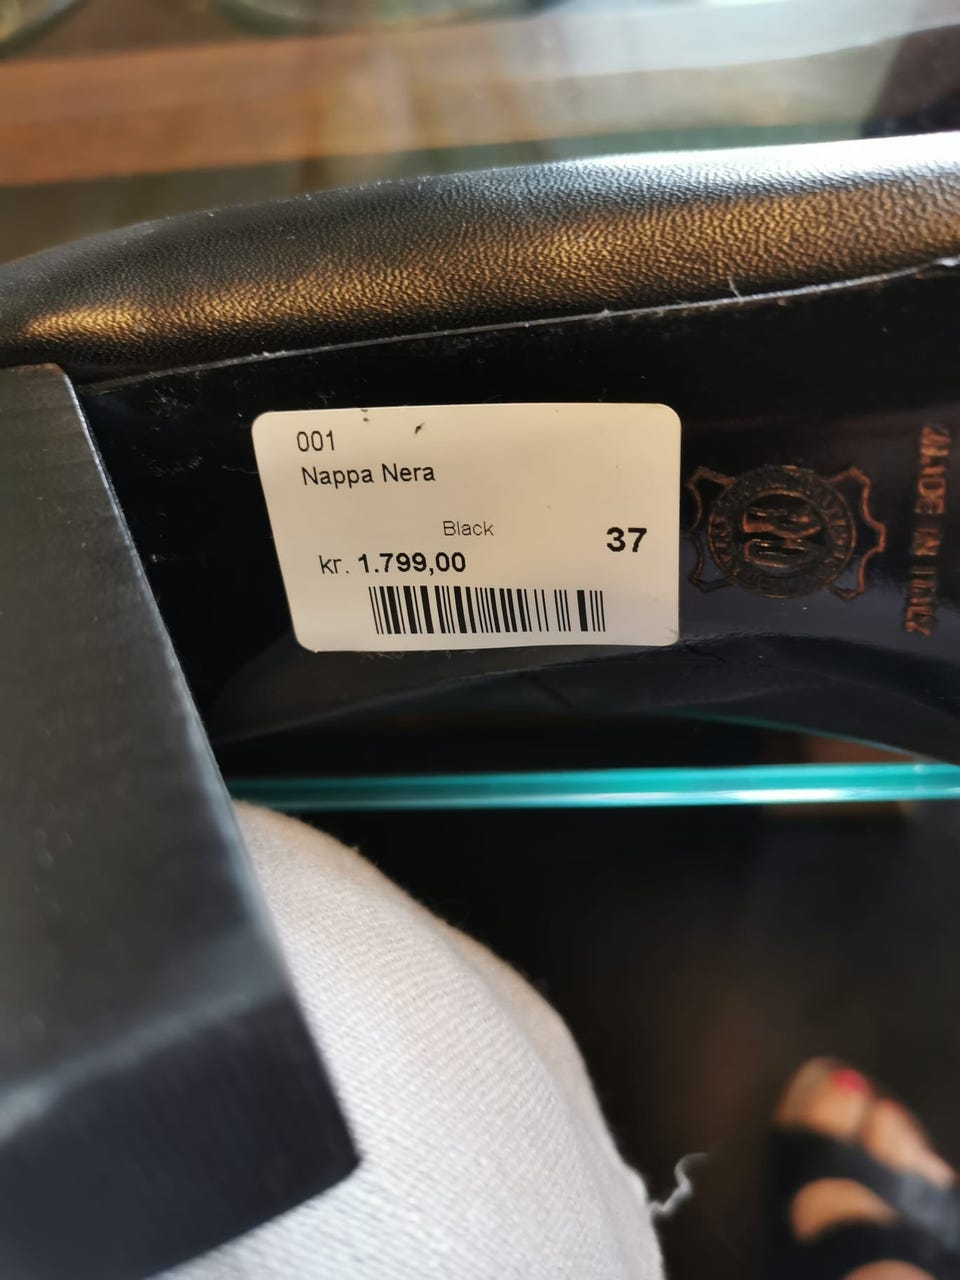 001
Nappa Nera
Black
37
kr. 1.799,00
MADE IN ITALY